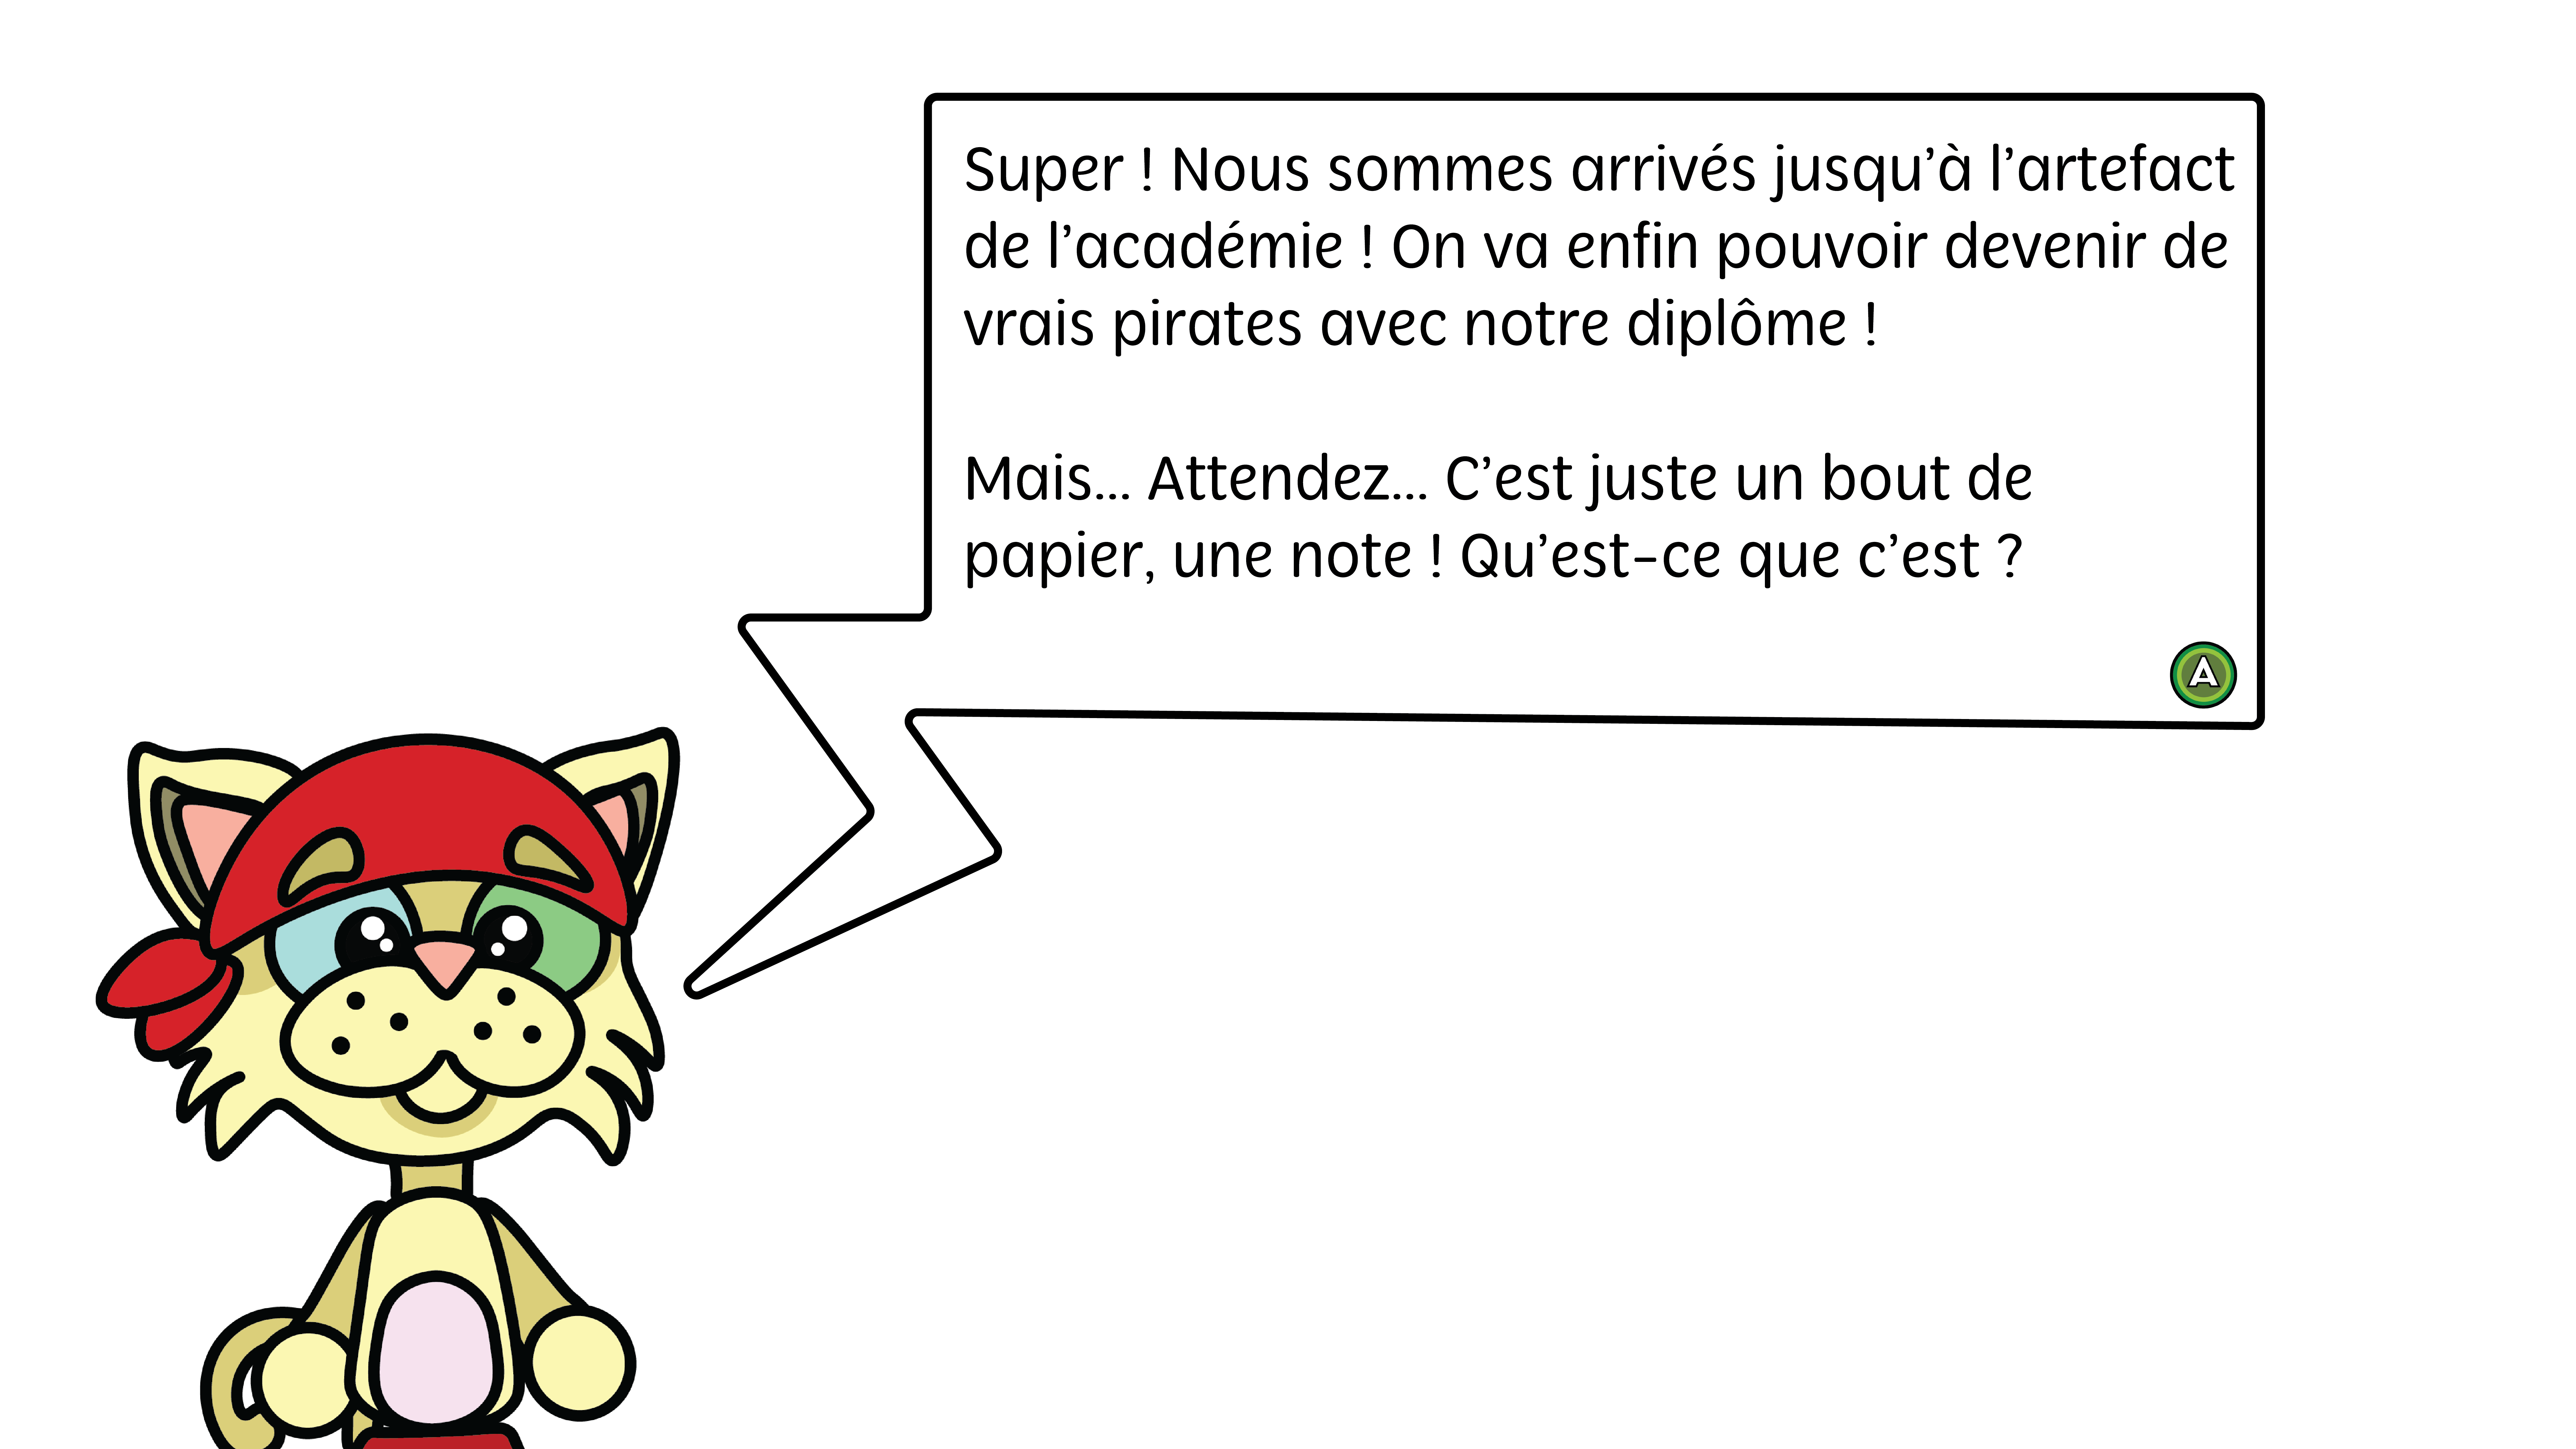 Super ! Nous sommes arrivés jusqu’à l’artefact
de l’académie ! On va enfin pouvoir devenir de
vrais pirates avec notre diplôme !
Mais... Attendez... C’est juste un bout de
papier, une note ! Qu’est-ce que c’est ?
A